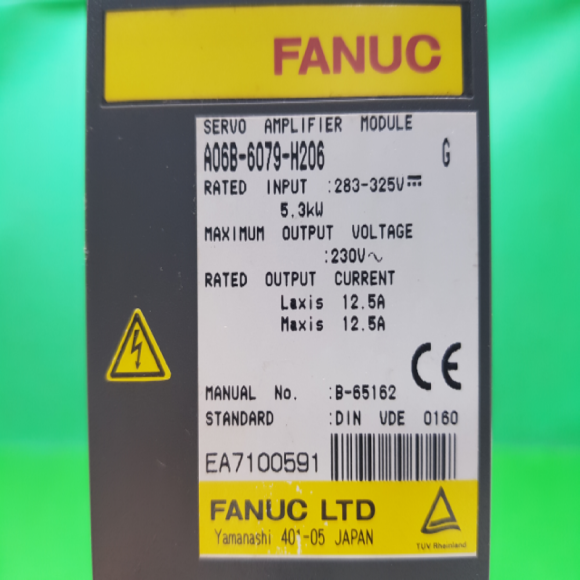 FANUC
SERVO AMPLIFIER MODULE
A06B-6079-H206 G
RATED INPUT :283-325V⎓
5.3kW
MAXIMUM OUTPUT VOLTAGE
:230V~
RATED OUTPUT CURRENT
Laxis 12.5A
Maxis 12.5A
CE
MANUAL No. :B-65162
STANDARD :DIN VDE 0160
EA7100591
FANUC LTD
Yamanashi 401-05 JAPAN
TÜV Rheinland